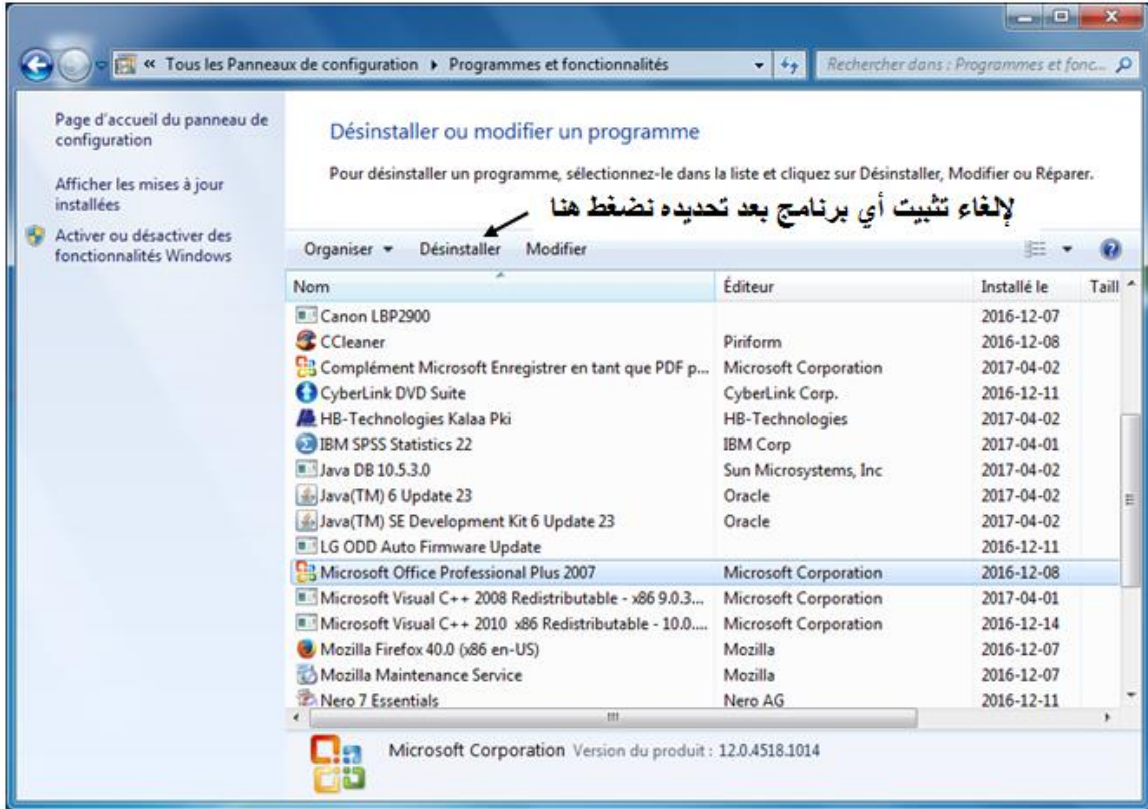 « Tous les Panneaux de configuration ▸ Programmes et fonctionnalités
Rechercher dans : Programmes et fonc...
Page d'accueil du panneau de
configuration
Afficher les mises à jour
installées
Activer ou désactiver des
fonctionnalités Windows
Désinstaller ou modifier un programme
Pour désinstaller un programme, sélectionnez-le dans la liste et cliquez sur Désinstaller, Modifier ou Réparer.
لإلغاء تثبيت أي برنامج بعد تحديده نضغط هنا
Organiser Désinstaller Modifier
Nom Éditeur Installé le Taill
Canon LBP2900 2016-12-07
CCleaner Piriform 2016-12-08
Complément Microsoft Enregistrer en tant que PDF p... Microsoft Corporation 2017-04-02
CyberLink DVD Suite CyberLink Corp. 2016-12-11
HB-Technologies Kalaa Pki HB-Technologies 2017-04-02
IBM SPSS Statistics 22 IBM Corp 2017-04-01
Java DB 10.5.3.0 Sun Microsystems, Inc 2017-04-02
Java(TM) 6 Update 23 Oracle 2017-04-02
Java(TM) SE Development Kit 6 Update 23 Oracle 2017-04-02
LG ODD Auto Firmware Update 2016-12-11
Microsoft Office Professional Plus 2007 Microsoft Corporation 2016-12-08
Microsoft Visual C++ 2008 Redistributable - x86 9.0.3... Microsoft Corporation 2017-04-01
Microsoft Visual C++ 2010 x86 Redistributable - 10.0.... Microsoft Corporation 2016-12-14
Mozilla Firefox 40.0 (x86 en-US) Mozilla 2016-12-07
Mozilla Maintenance Service Mozilla 2016-12-07
Nero 7 Essentials Nero AG 2016-12-11
Microsoft Corporation Version du produit : 12.0.4518.1014